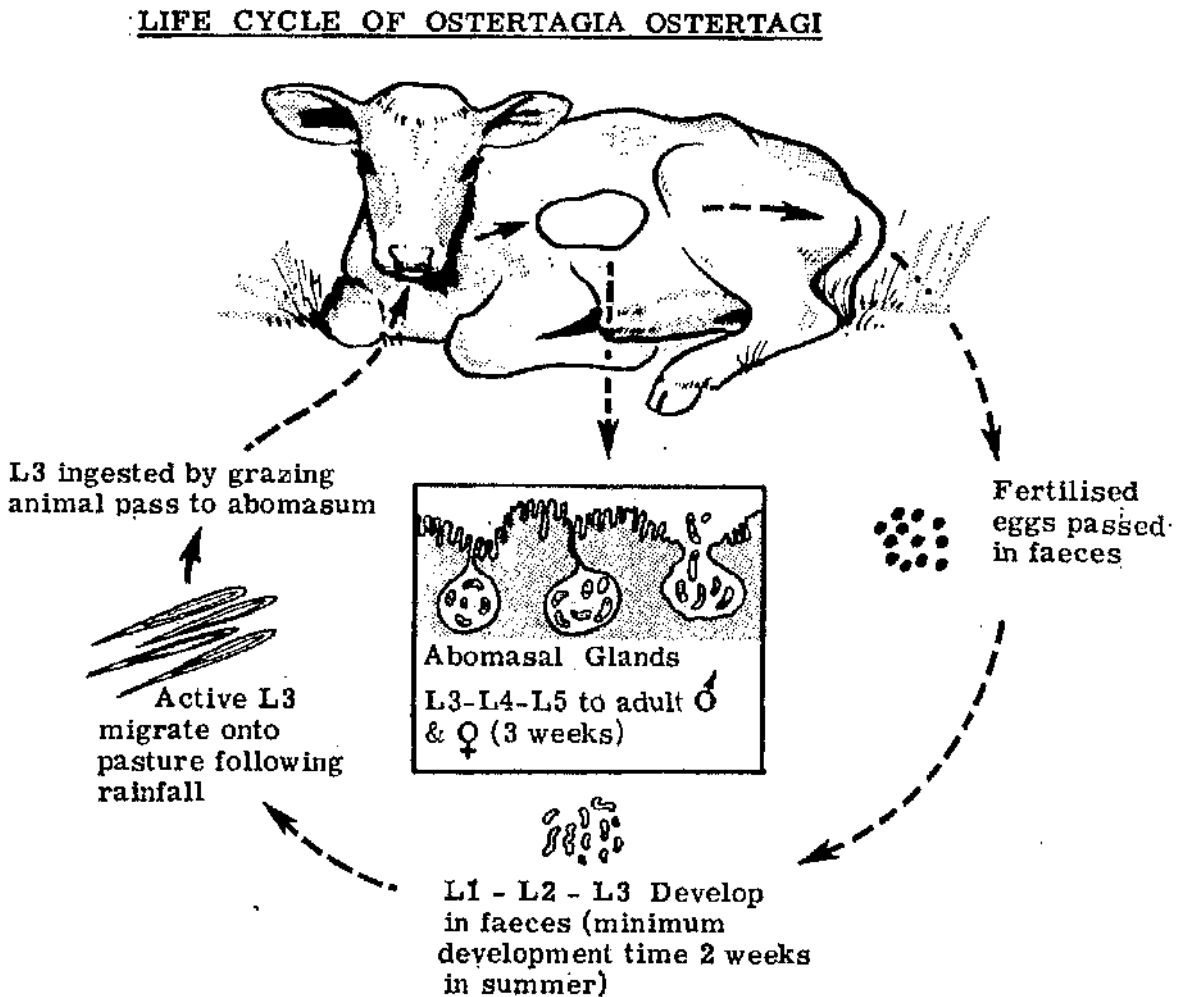 LIFE CYCLE OF OSTERTAGIA OSTERTAGI
L3 ingested by grazing
animal pass to abomasum
Fertilised
eggs passed
in faeces
Abomasal Glands
L3-L4-L5 to adult ♂
& ♀ (3 weeks)
Active L3
migrate onto
pasture following
rainfall
L1 - L2 - L3 Develop
in faeces (minimum
development time 2 weeks
in summer)